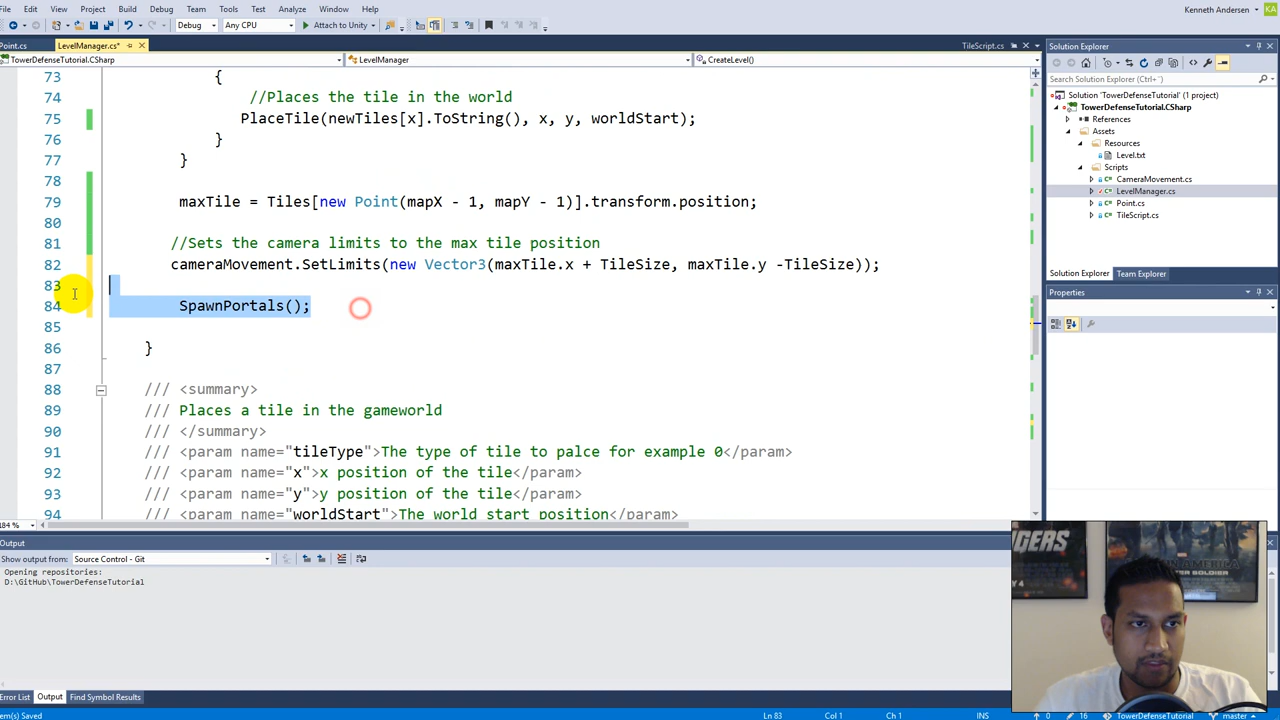 File Edit View Project Build Debug Team Tools Test Analyze Window Help Kenneth Andersen KA
Debug Any CPU Attach to Unity
Point.cs LevelManager.cs* TileScript.cs
TowerDefenseTutorial.CSharp LevelManager CreateLevel()
73 {
74 //Places the tile in the world
75 PlaceTile(newTiles[x].ToString(), x, y, worldStart);
76 }
77 }
78
79 maxTile = Tiles[new Point(mapX - 1, mapY - 1)].transform.position;
80
81 //Sets the camera limits to the max tile position
82 cameraMovement.SetLimits(new Vector3(maxTile.x + TileSize, maxTile.y -TileSize));
83
84 SpawnPortals();
85
86 }
87
88 /// <summary>
89 /// Places a tile in the gameworld
90 /// </summary>
91 /// <param name="tileType">The type of tile to palce for example 0</param>
92 /// <param name="x">x position of the tile</param>
93 /// <param name="y">y position of the tile</param>
94 /// <param name="worldStart">The world start position</param>
84 %
Solution Explorer
Search Solution Explorer (Ctrl+¨)
Solution 'TowerDefenseTutorial' (1 project)
TowerDefenseTutorial.CSharp
References
Assets
Resources
Level.txt
Scripts
CameraMovement.cs
LevelManager.cs
Point.cs
TileScript.cs
Solution Explorer Team Explorer
Properties
Output
Show output from: Source Control - Git
Opening repositories:
D:\GitHub\TowerDefenseTutorial
Error List Output Find Symbol Results
em(s) Saved Ln 83 Col 1 Ch 1 INS 0 16 TowerDefenseTutorial master